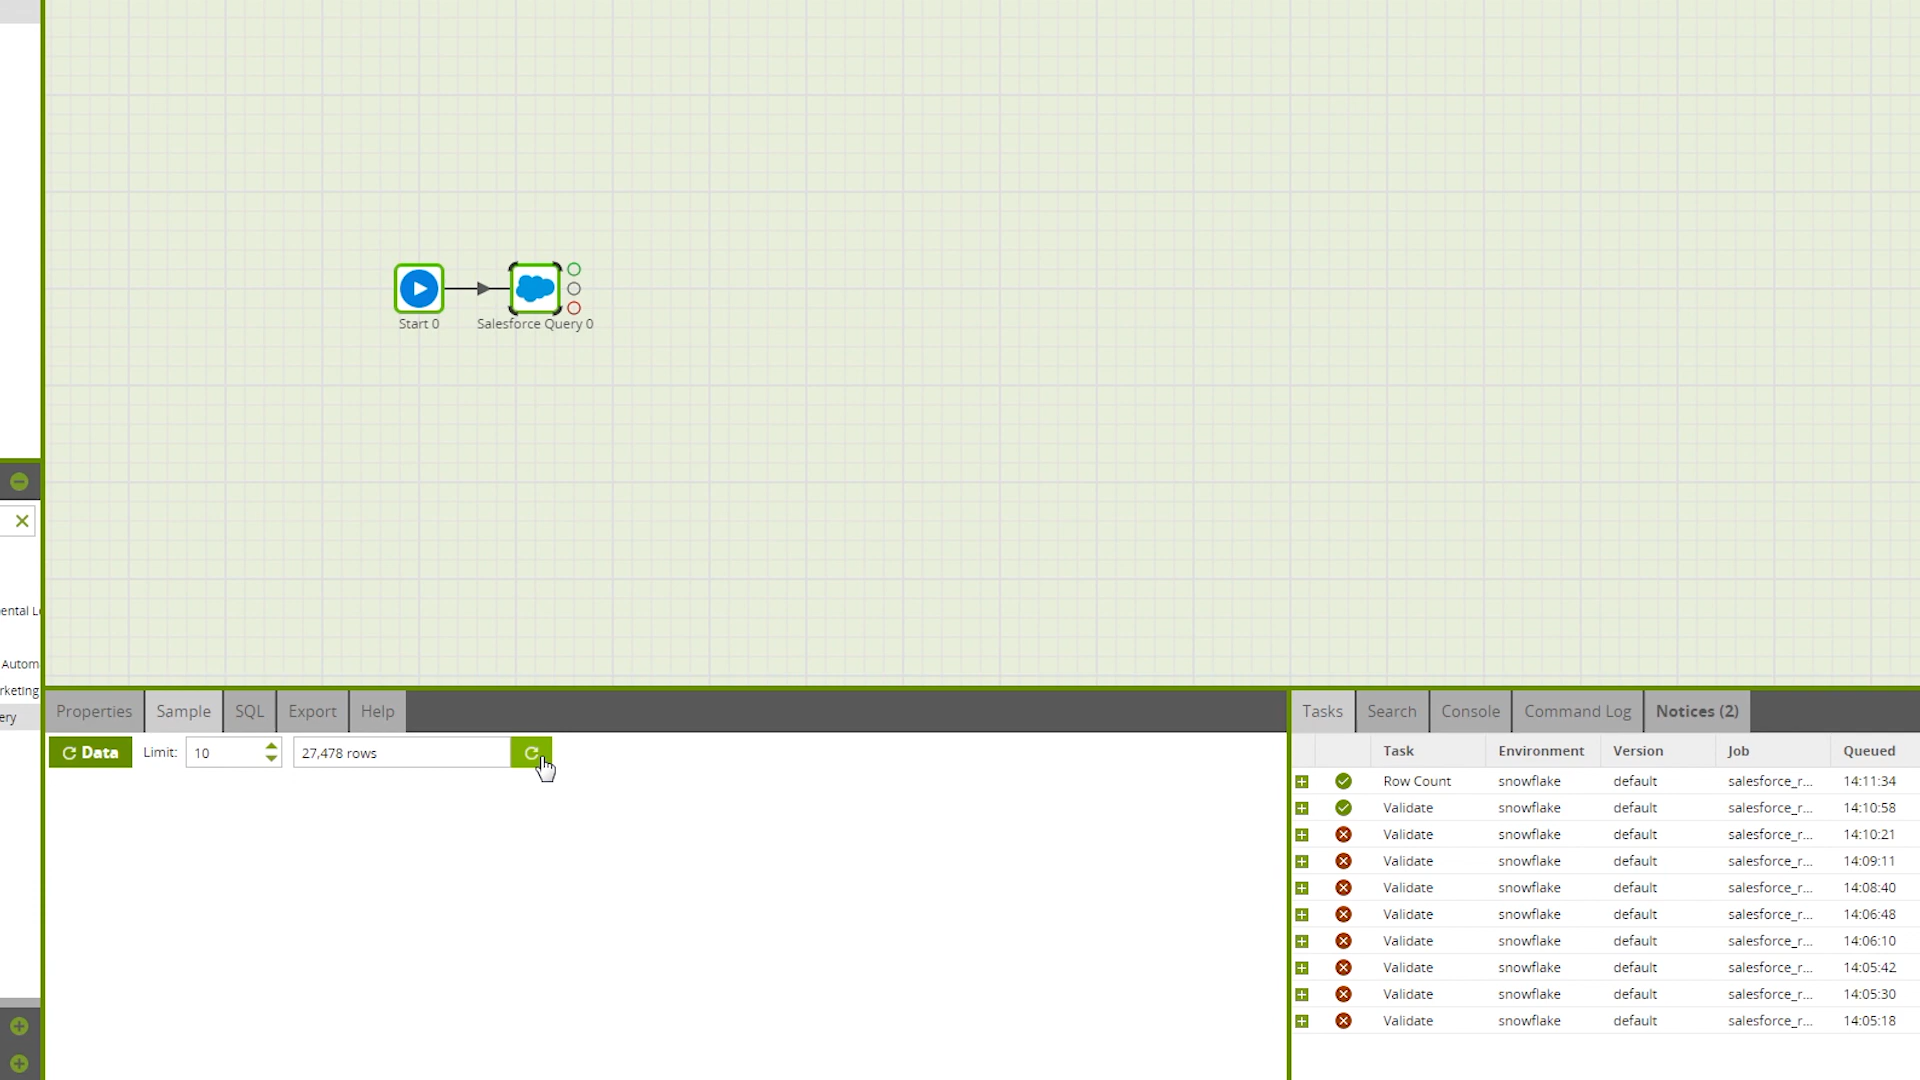 Start 0
Salesforce Query 0
ental L
Autom
rketing
ery
Properties
Sample
SQL
Export
Help
Data
Limit:
10
27,478 rows
Tasks
Search
Console
Command Log
Notices (2)
Task Environment Version Job Queued
Row Count snowflake default salesforce_r... 14:11:34
Validate snowflake default salesforce_r... 14:10:58
Validate snowflake default salesforce_r... 14:10:21
Validate snowflake default salesforce_r... 14:09:11
Validate snowflake default salesforce_r... 14:08:40
Validate snowflake default salesforce_r... 14:06:48
Validate snowflake default salesforce_r... 14:06:10
Validate snowflake default salesforce_r... 14:05:42
Validate snowflake default salesforce_r... 14:05:30
Validate snowflake default salesforce_r... 14:05:18